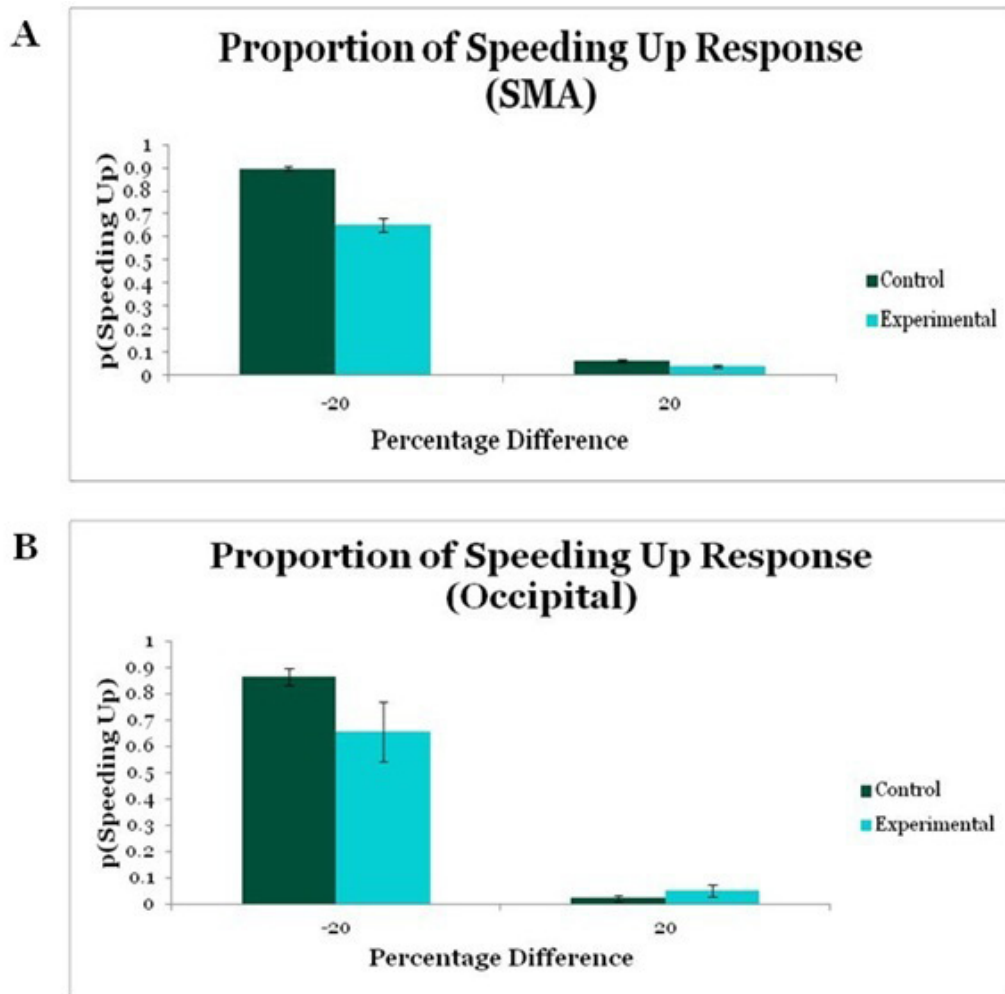 A
Proportion of Speeding Up Response
(SMA)
p(Speeding Up)
1
0.9
0.8
0.7
0.6
0.5
0.4
0.3
0.2
0.1
0
-20
20
Percentage Difference
Control
Experimental
B
Proportion of Speeding Up Response
(Occipital)
p(Speeding Up)
1
0.9
0.8
0.7
0.6
0.5
0.4
0.3
0.2
0.1
0
-20
20
Percentage Difference
Control
Experimental